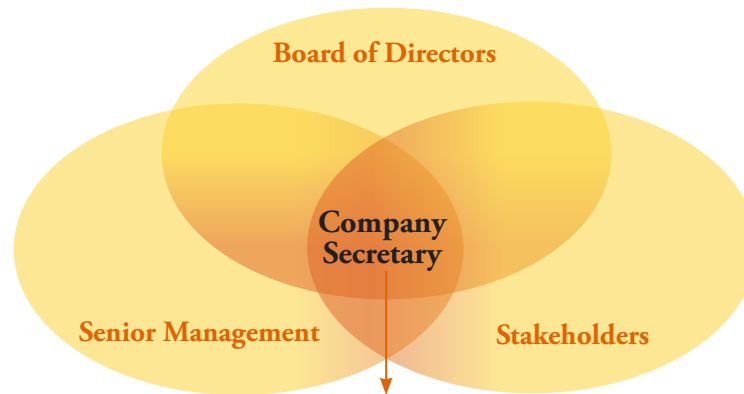 Board of Directors
Company
Secretary
Senior Management
Stakeholders